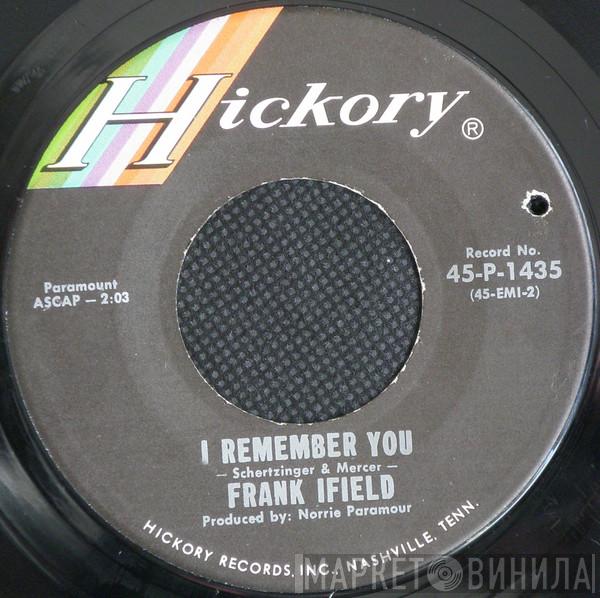 Hickory®
Paramount
ASCAP — 2:03
Record No.
45-P-1435
(45-EMI-2)
I REMEMBER YOU
— Schertzinger & Mercer —
FRANK IFIELD
Produced by: Norrie Paramour
HICKORY RECORDS, INC., NASHVILLE, TENN.
МАРКЕТ ВИНИЛА